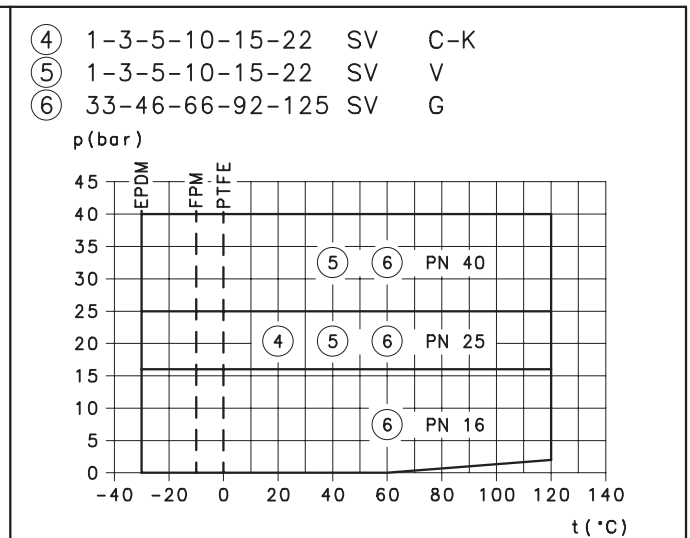 ④ 1-3-5-10-15-22 SV C-K
⑤ 1-3-5-10-15-22 SV V
⑥ 33-46-66-92-125 SV G
p(bar)
EPDM
FPM
PTFE
45
40
35
⑤ ⑥ PN 40
30
25
20 ④ ⑤ ⑥ PN 25
15
10
⑥ PN 16
5
0
-40 -20 0 20 40 60 80 100 120 140
t(°C)